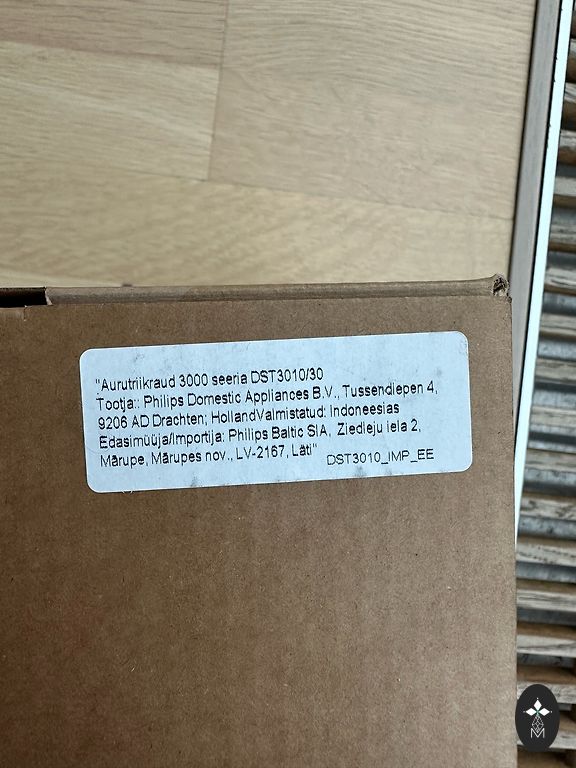 "Aurutriikraud 3000 seeria DST3010/30
Tootja:: Philips Domestic Appliances B.V., Tussendiepen 4,
9206 AD Drachten; HollandValmistatud: Indoneesias
Edasimüüja/Importija: Philips Baltic SIA, Ziedleju iela 2,
Mārupe, Mārupes nov., LV-2167, Läti" DST3010_IMP_EE
M